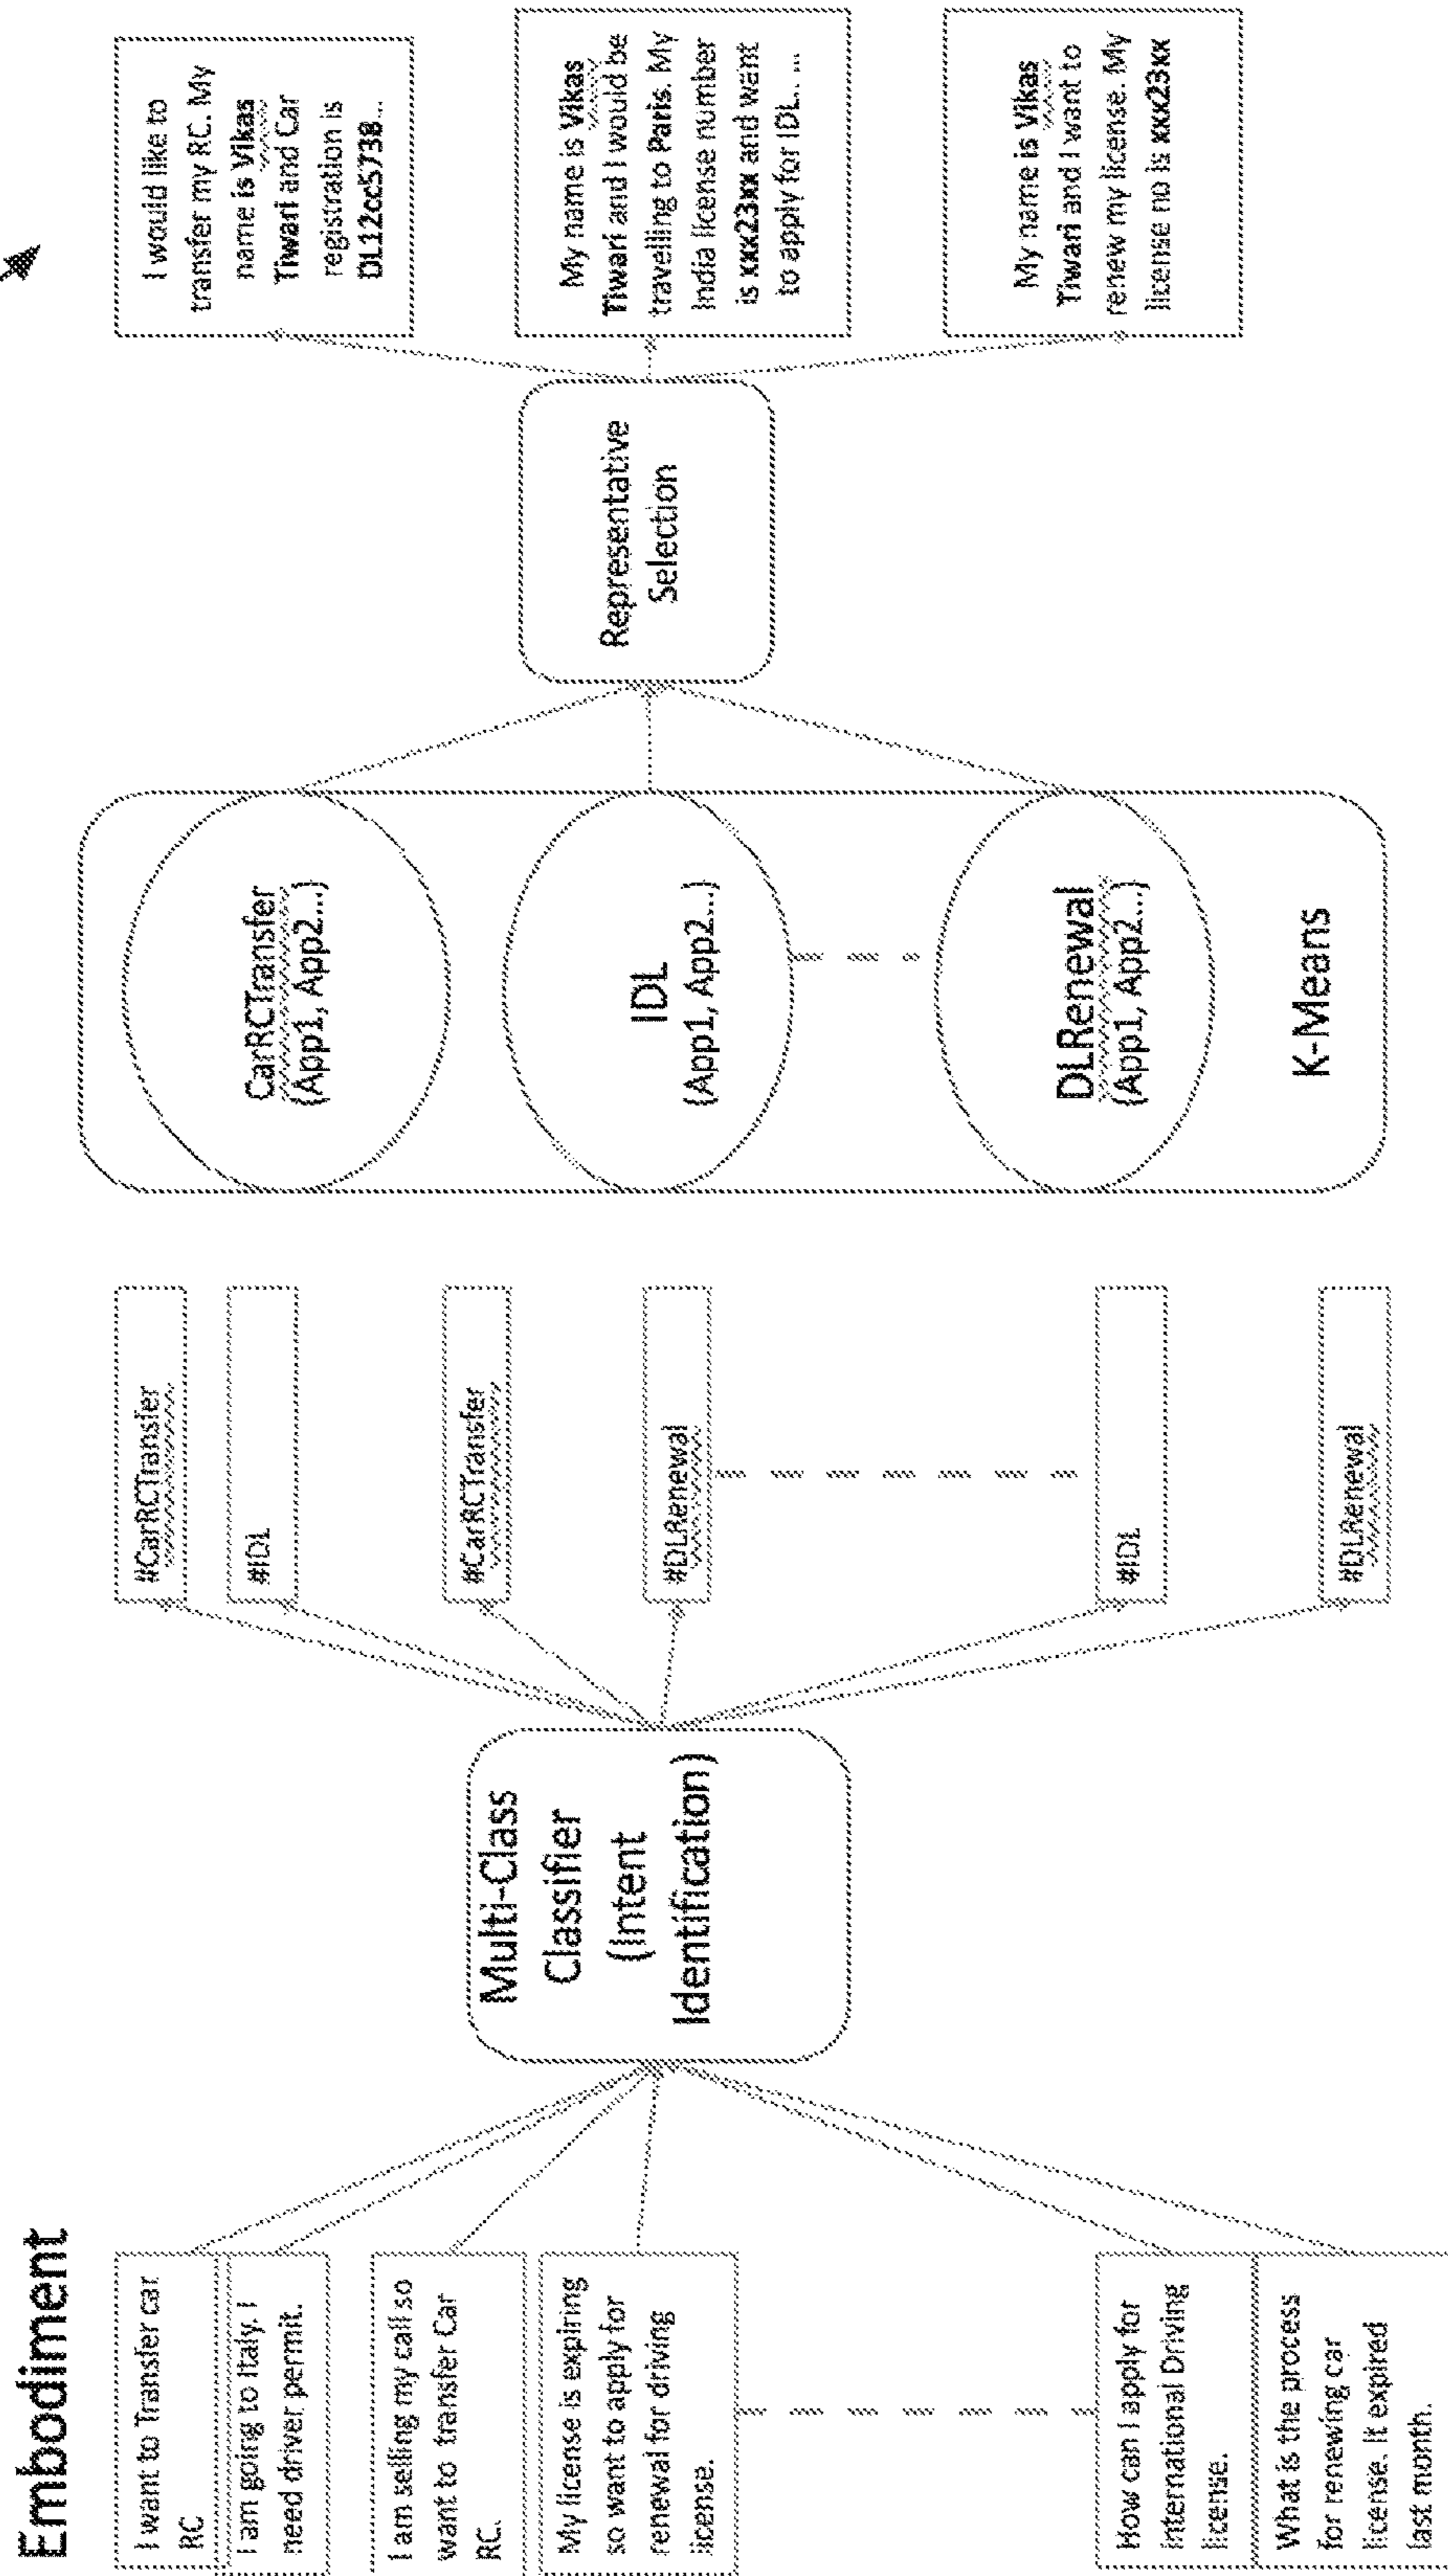 Embodiment
I want to Transfer car
RC
I am going to Italy. I
need driver permit.
I am selling my call so
want to transfer Car
RC.
My license is expiring
so want to apply for
renewal for driving
license.
How can I apply for
International Driving
license.
What is the process
for renewing car
license. It expired
last month.
Multi-Class
Classifier
(Intent
Identification)
#CarRCTransfer
#IDL
#CarRCTransfer
#DLRenewal
#IDL
#DLRenewal
CarRCTransfer
(App1, App2...)
IDL
(App1, App2...)
DLRenewal
(App1, App2...)
K-Means
Representative
Selection
I would like to
transfer my RC. My
name is Vikas
Tiwari and Car
registration is
DL12cc5738...
My name is Vikas
Tiwari and I would be
travelling to Paris. My
India license number
is xxx23xx and want
to apply for IDL.. ...
My name is Vikas
Tiwari and I want to
renew my license. My
license no is xxx23xx